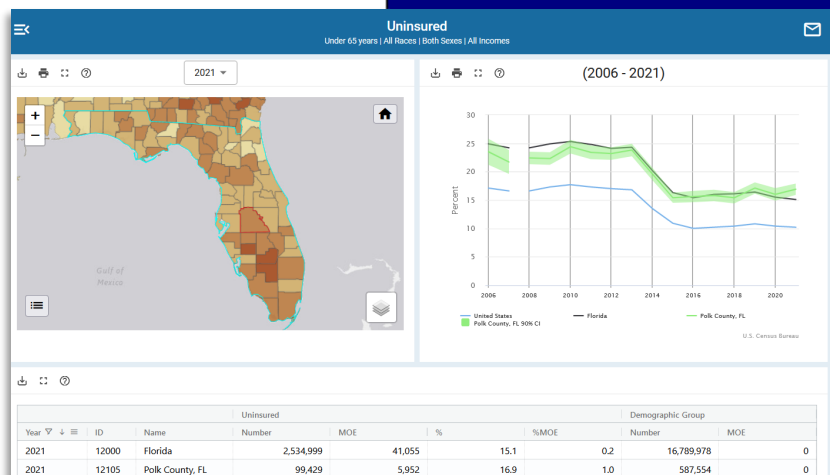 Uninsured
Under 65 years | All Races | Both Sexes | All Incomes
2021
+
−
Gulf of
Mexico
(2006 - 2021)
Percent
30
25
20
15
10
5
0
2006 2008 2010 2012 2014 2016 2018 2020
United States Florida Polk County, FL
Polk County, FL 90% CI
U.S. Census Bureau
Uninsured Demographic Group
Year ID Name Number MOE % %MOE Number MOE
2021 12000 Florida 2,534,999 41,055 15.1 0.2 16,789,978 0
2021 12105 Polk County, FL 99,429 5,952 16.9 1.0 587,554 0